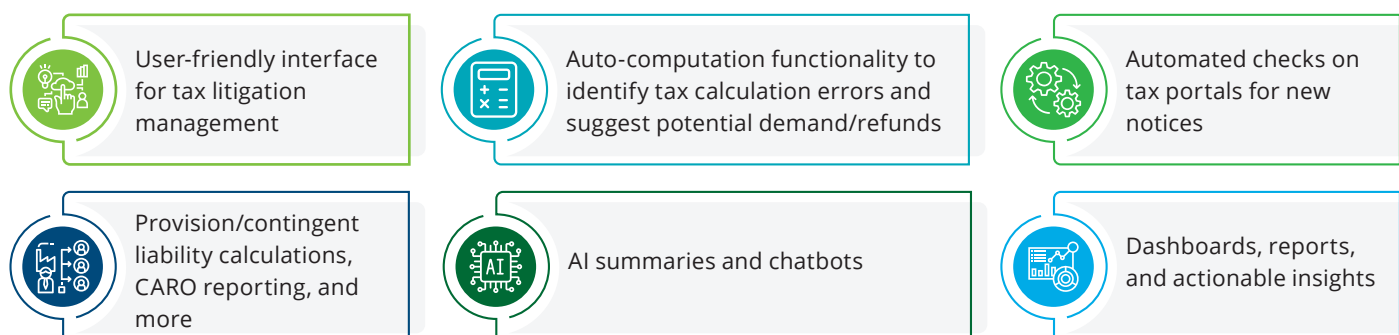 User-friendly interface
for tax litigation
management
Auto-computation functionality to
identify tax calculation errors and
suggest potential demand/refunds
Automated checks on
tax portals for new
notices
Provision/contingent
liability calculations,
CARO reporting, and
more
AI
AI summaries and chatbots
Dashboards, reports,
and actionable insights